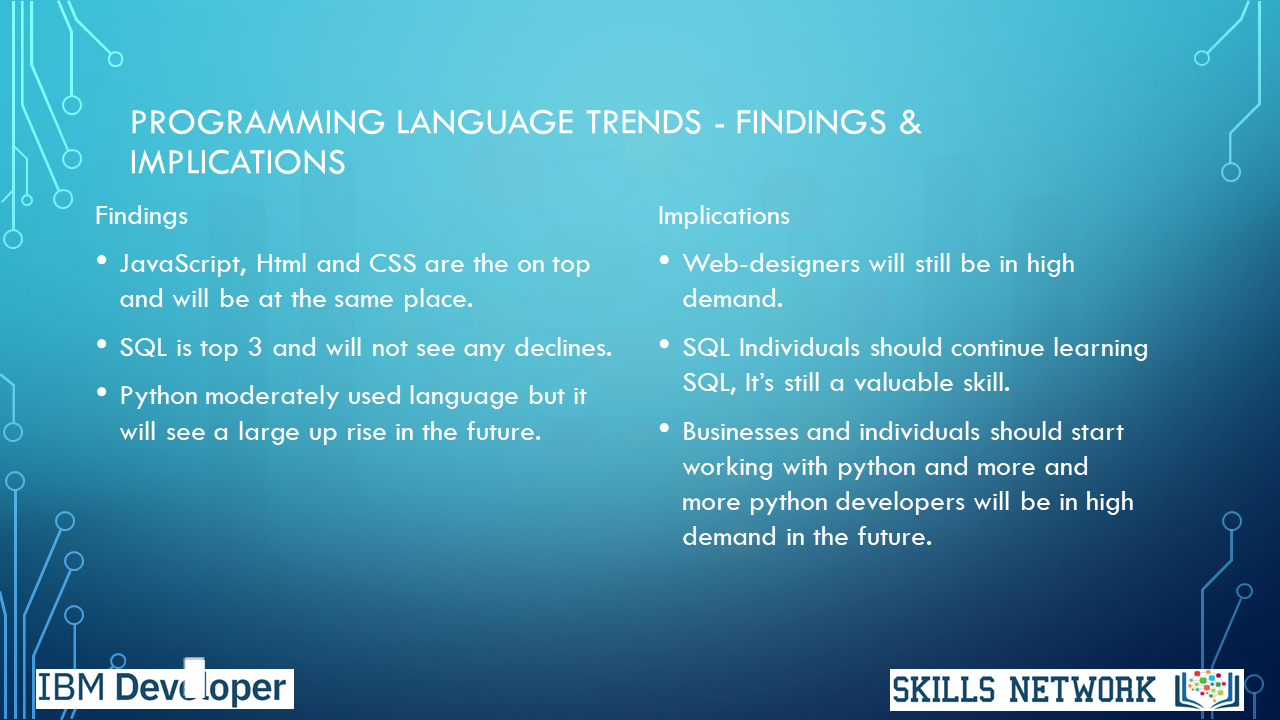 PROGRAMMING LANGUAGE TRENDS - FINDINGS &
IMPLICATIONS
Findings
• JavaScript, Html and CSS are the on top
and will be at the same place.
• SQL is top 3 and will not see any declines.
• Python moderately used language but it
will see a large up rise in the future.
Implications
• Web-designers will still be in high
demand.
• SQL Individuals should continue learning
SQL, It’s still a valuable skill.
• Businesses and individuals should start
working with python and more and
more python developers will be in high
demand in the future.
IBM Developer
SKILLS NETWORK